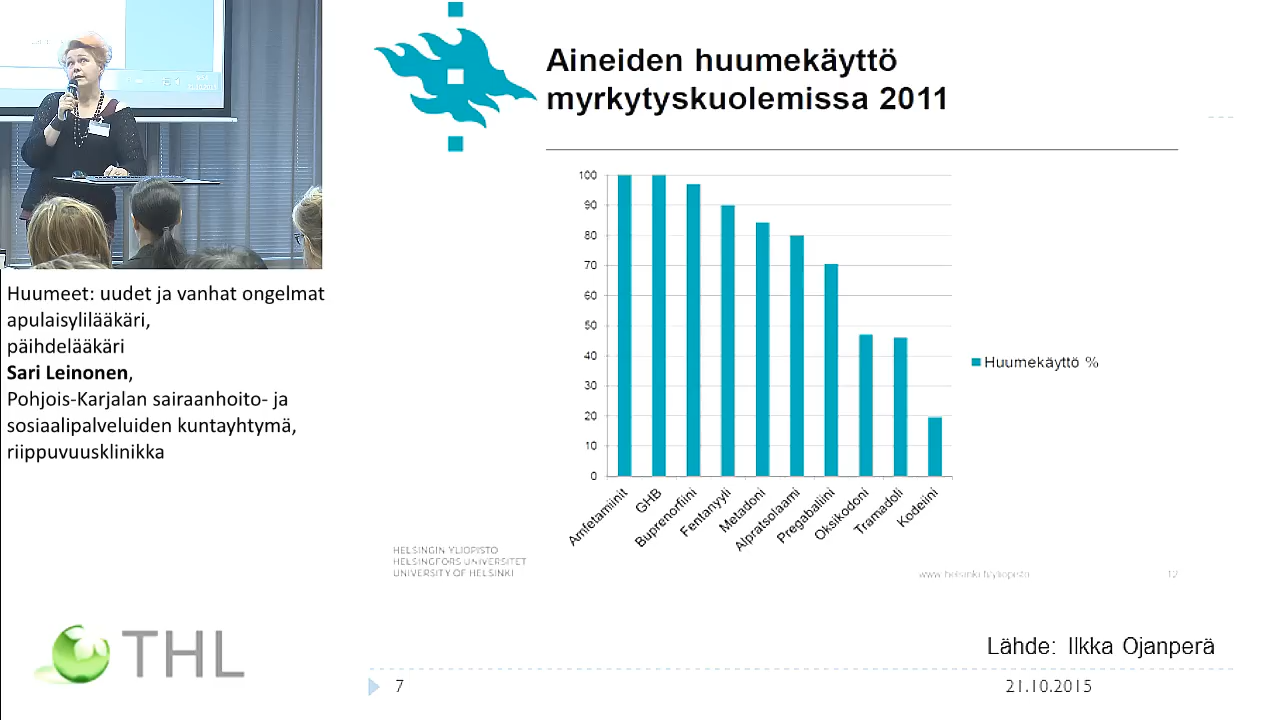 Huumeet: uudet ja vanhat ongelmat
apulaisylilääkäri,
päihdelääkäri
Sari Leinonen,
Pohjois-Karjalan sairaanhoito- ja
sosiaalipalveluiden kuntayhtymä,
riippuvuusklinikka
THL
Aineiden huumekäyttö
myrkytyskuolemissa 2011
100
90
80
70
60
50
40
30
20
10
0
Amfetamiinit
GHB
Buprenorfiini
Fentanyyli
Metadoni
Alpratsolaami
Pregabaliini
Oksikodoni
Tramadoli
Kodeiini
Huumekäyttö %
HELSINGIN YLIOPISTO
HELSINGFORS UNIVERSITET
UNIVERSITY OF HELSINKI
www.helsinki.fi/yliopisto
12
Lähde: Ilkka Ojanperä
7
21.10.2015